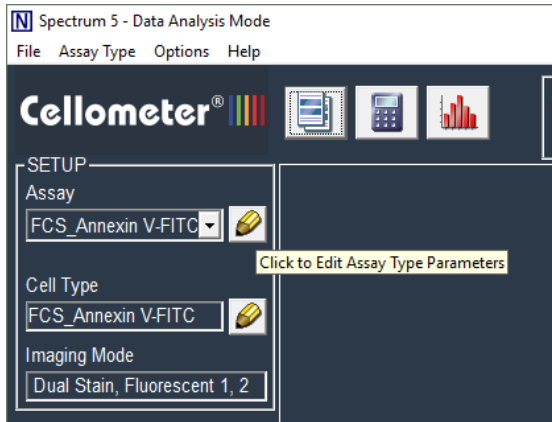 Spectrum 5 - Data Analysis Mode
File Assay Type Options Help
Cellometer®
SETUP
Assay
FCS_Annexin V-FITC
Click to Edit Assay Type Parameters
Cell Type
FCS_Annexin V-FITC
Imaging Mode
Dual Stain, Fluorescent 1, 2